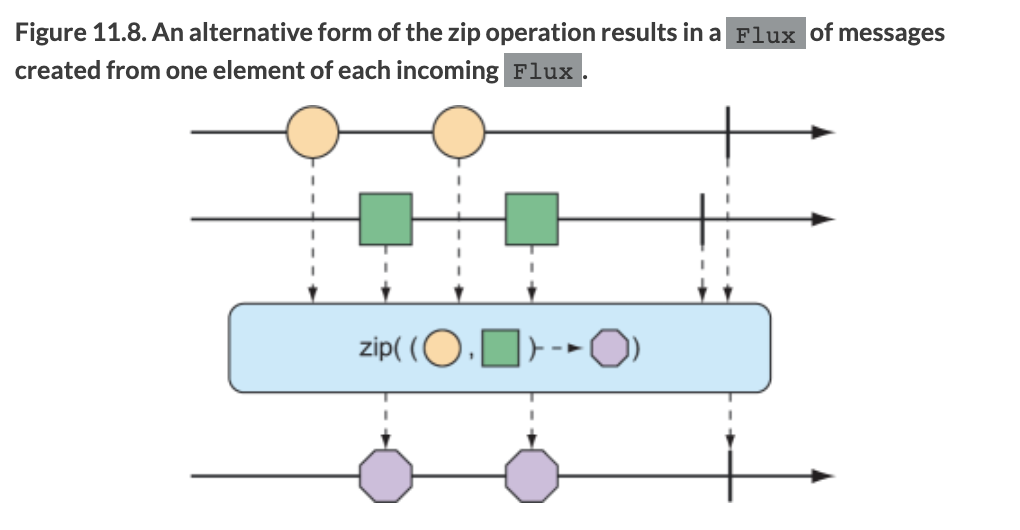 Figure 11.8. An alternative form of the zip operation results in a Flux of messages
created from one element of each incoming Flux.
zip( ( , ) )